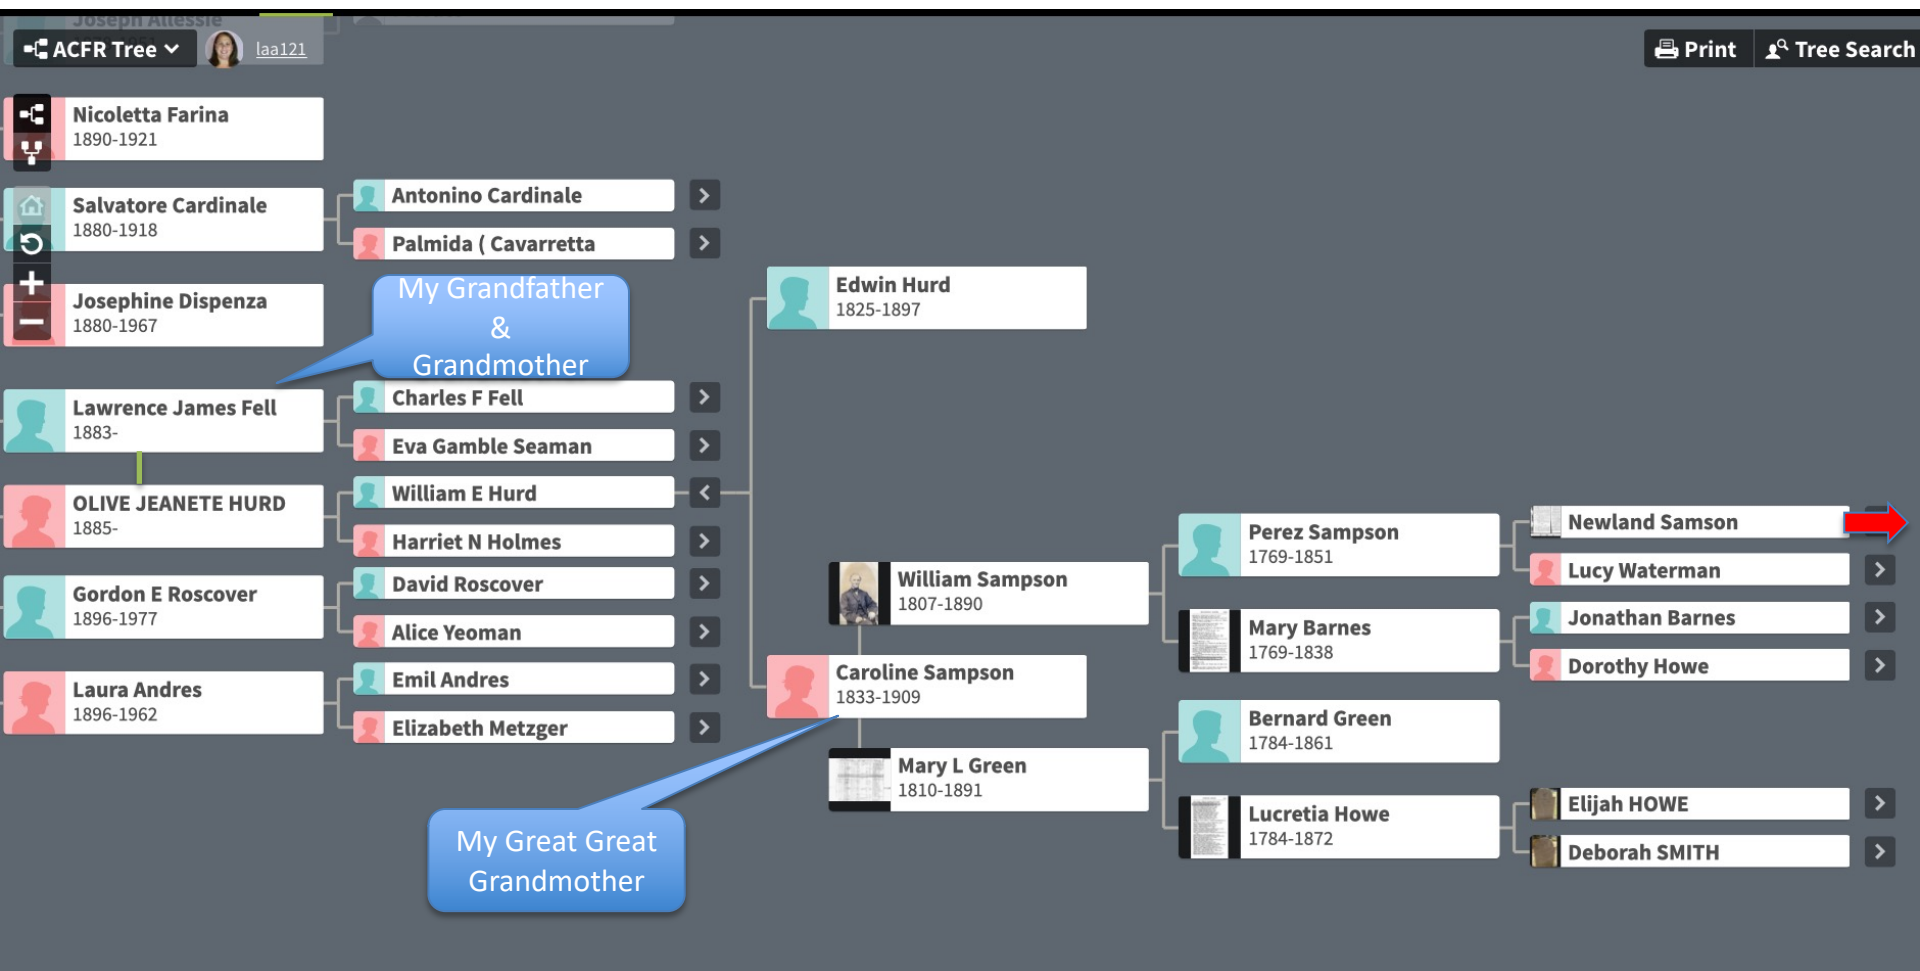 Joseph Allessie
ACFR Tree
laa121
Print
Tree Search
Nicoletta Farina
1890-1921
Salvatore Cardinale
1880-1918
Antonino Cardinale
Palmida ( Cavarretta
Josephine Dispenza
1880-1967
My Grandfather
&
Grandmother
Edwin Hurd
1825-1897
Lawrence James Fell
1883-
Charles F Fell
Eva Gamble Seaman
OLIVE JEANETE HURD
1885-
William E Hurd
Harriet N Holmes
Gordon E Roscover
1896-1977
David Roscover
Alice Yeoman
Laura Andres
1896-1962
Emil Andres
Elizabeth Metzger
William Sampson
1807-1890
Caroline Sampson
1833-1909
Mary L Green
1810-1891
My Great Great
Grandmother
Perez Sampson
1769-1851
Mary Barnes
1769-1838
Bernard Green
1784-1861
Lucretia Howe
1784-1872
Newland Samson
Lucy Waterman
Jonathan Barnes
Dorothy Howe
Elijah HOWE
Deborah SMITH